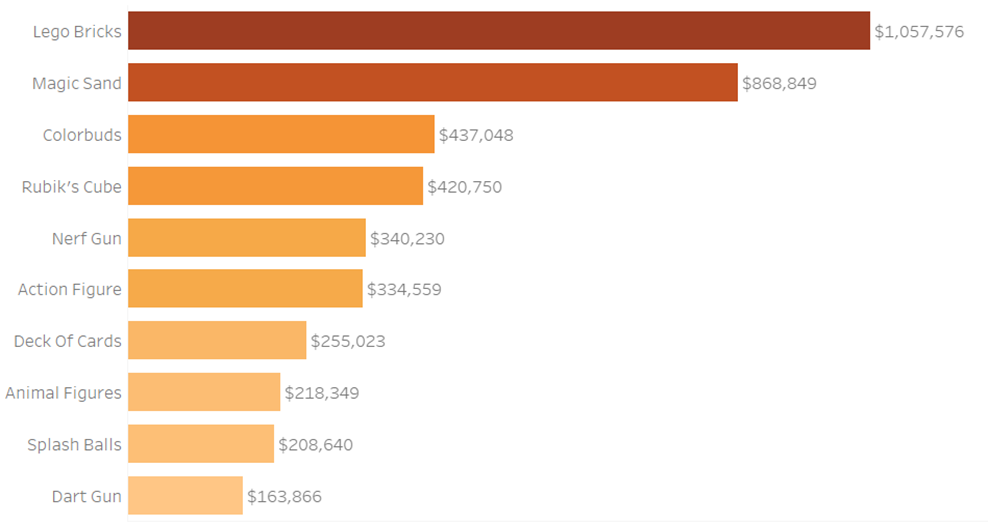 Lego Bricks $1,057,576
Magic Sand $868,849
Colorbuds $437,048
Rubik's Cube $420,750
Nerf Gun $340,230
Action Figure $334,559
Deck Of Cards $255,023
Animal Figures $218,349
Splash Balls $208,640
Dart Gun $163,866